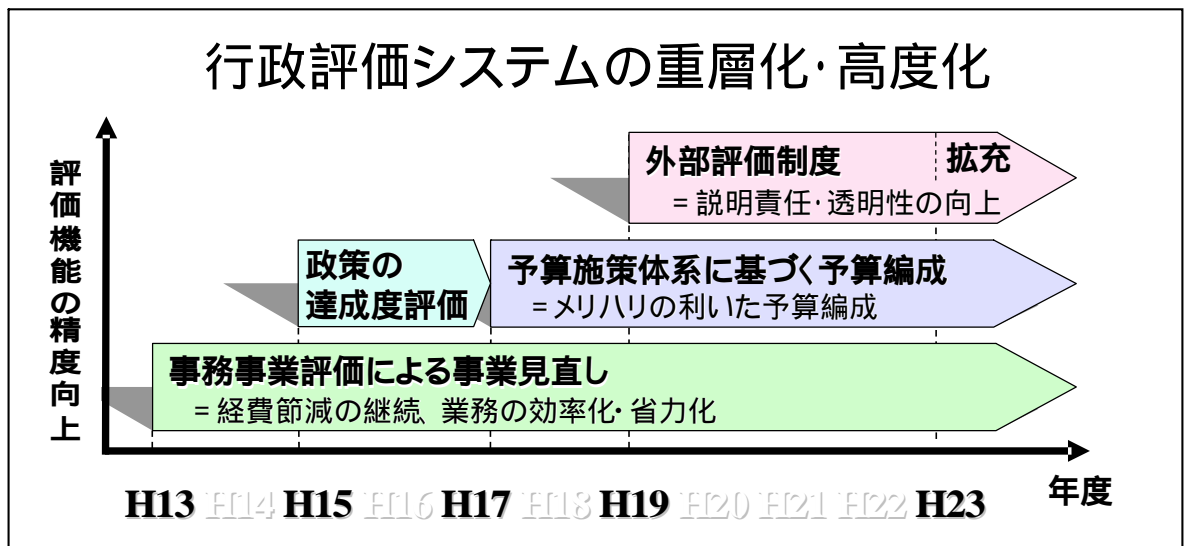 行政評価システムの重層化・高度化
評価機能の精度向上
外部評価制度
拡充
= 説明責任・透明性の向上
政策の
達成度評価
予算施策体系に基づく予算編成
= メリハリの利いた予算編成
事務事業評価による事業見直し
= 経費節減の継続、業務の効率化・省力化
H13 H14 H15 H16 H17 H18 H19 H20 H21 H22 H23
年度